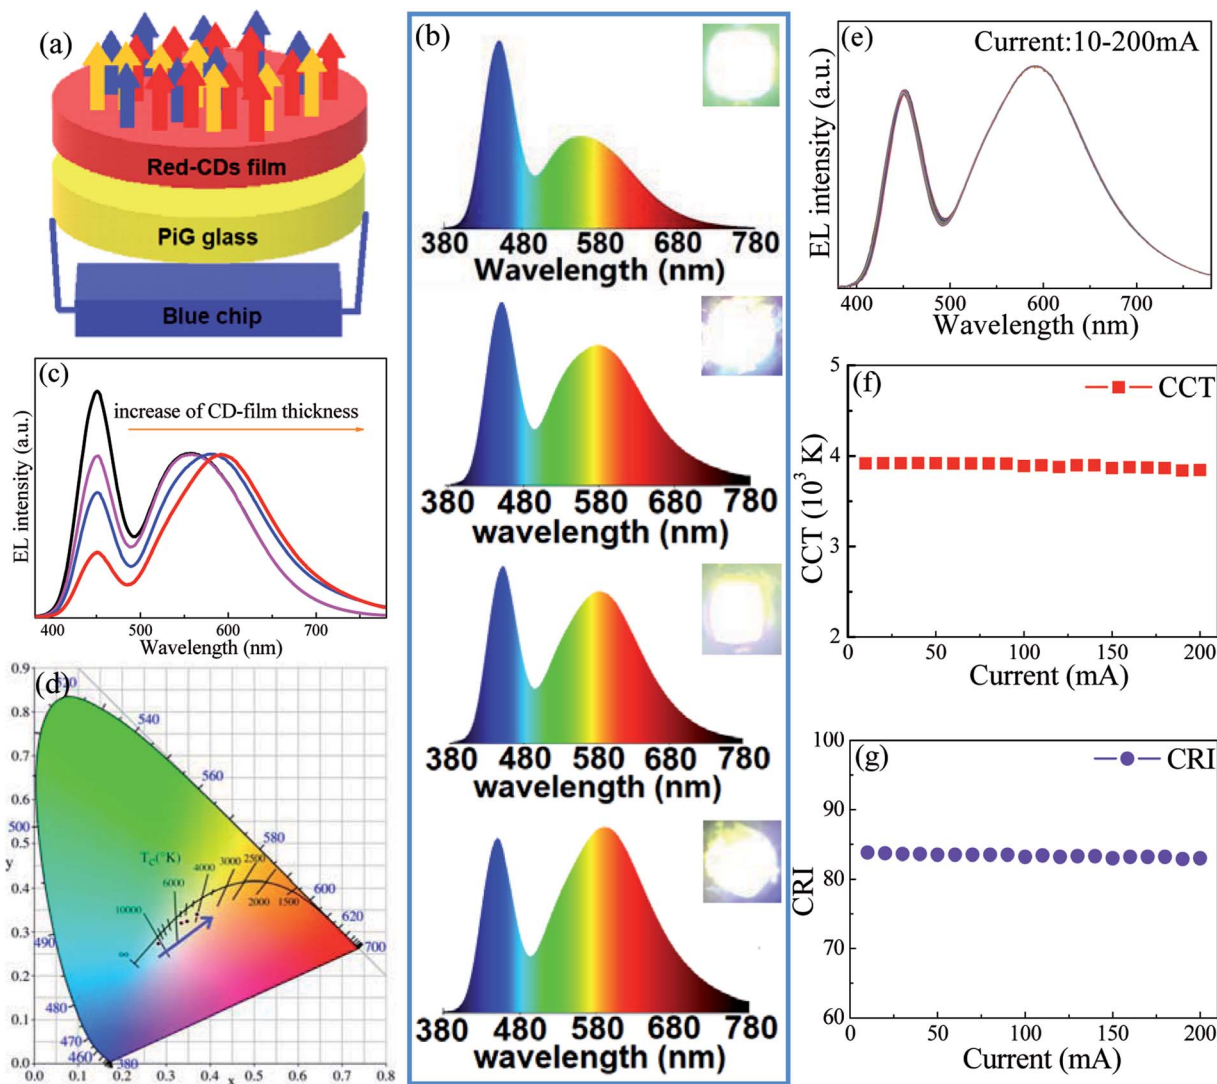 (a)
Red-CDs film
PiG glass
Blue chip
(b)
380 480 580 680 780
Wavelength (nm)
380 480 580 680 780
wavelength (nm)
380 480 580 680 780
wavelength (nm)
380 480 580 680 780
wavelength (nm)
(c)
increase of CD-film thickness
EL intensity (a.u.)
400 500 600 700
Wavelength (nm)
(d)
0.9
0.8
0.7
0.6
0.5
0.4
0.3
0.2
0.1
0.0
y
0.0 0.1 0.2 0.3 0.4 0.5 0.6 0.7 0.8
x
520
540
560
580
600
620
700
500
490
480
470
460
380
Tc(°K)
∞
10000
6000
4000
3000
2500
2000
1500
(e)
Current:10-200mA
EL intensity (a.u.)
400 500 600 700
Wavelength (nm)
(f)
CCT
CCT (10³ K)
5
4
3
2
0 50 100 150 200
Current (mA)
(g)
CRI
CRI
100
90
80
70
60
0 50 100 150 200
Current (mA)